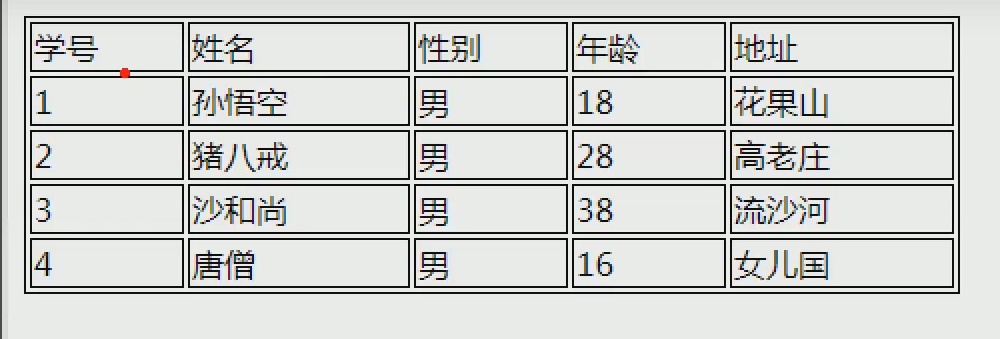 学号 姓名 性别 年龄 地址
1 孙悟空 男 18 花果山
2 猪八戒 男 28 高老庄
3 沙和尚 男 38 流沙河
4 唐僧 男 16 女儿国